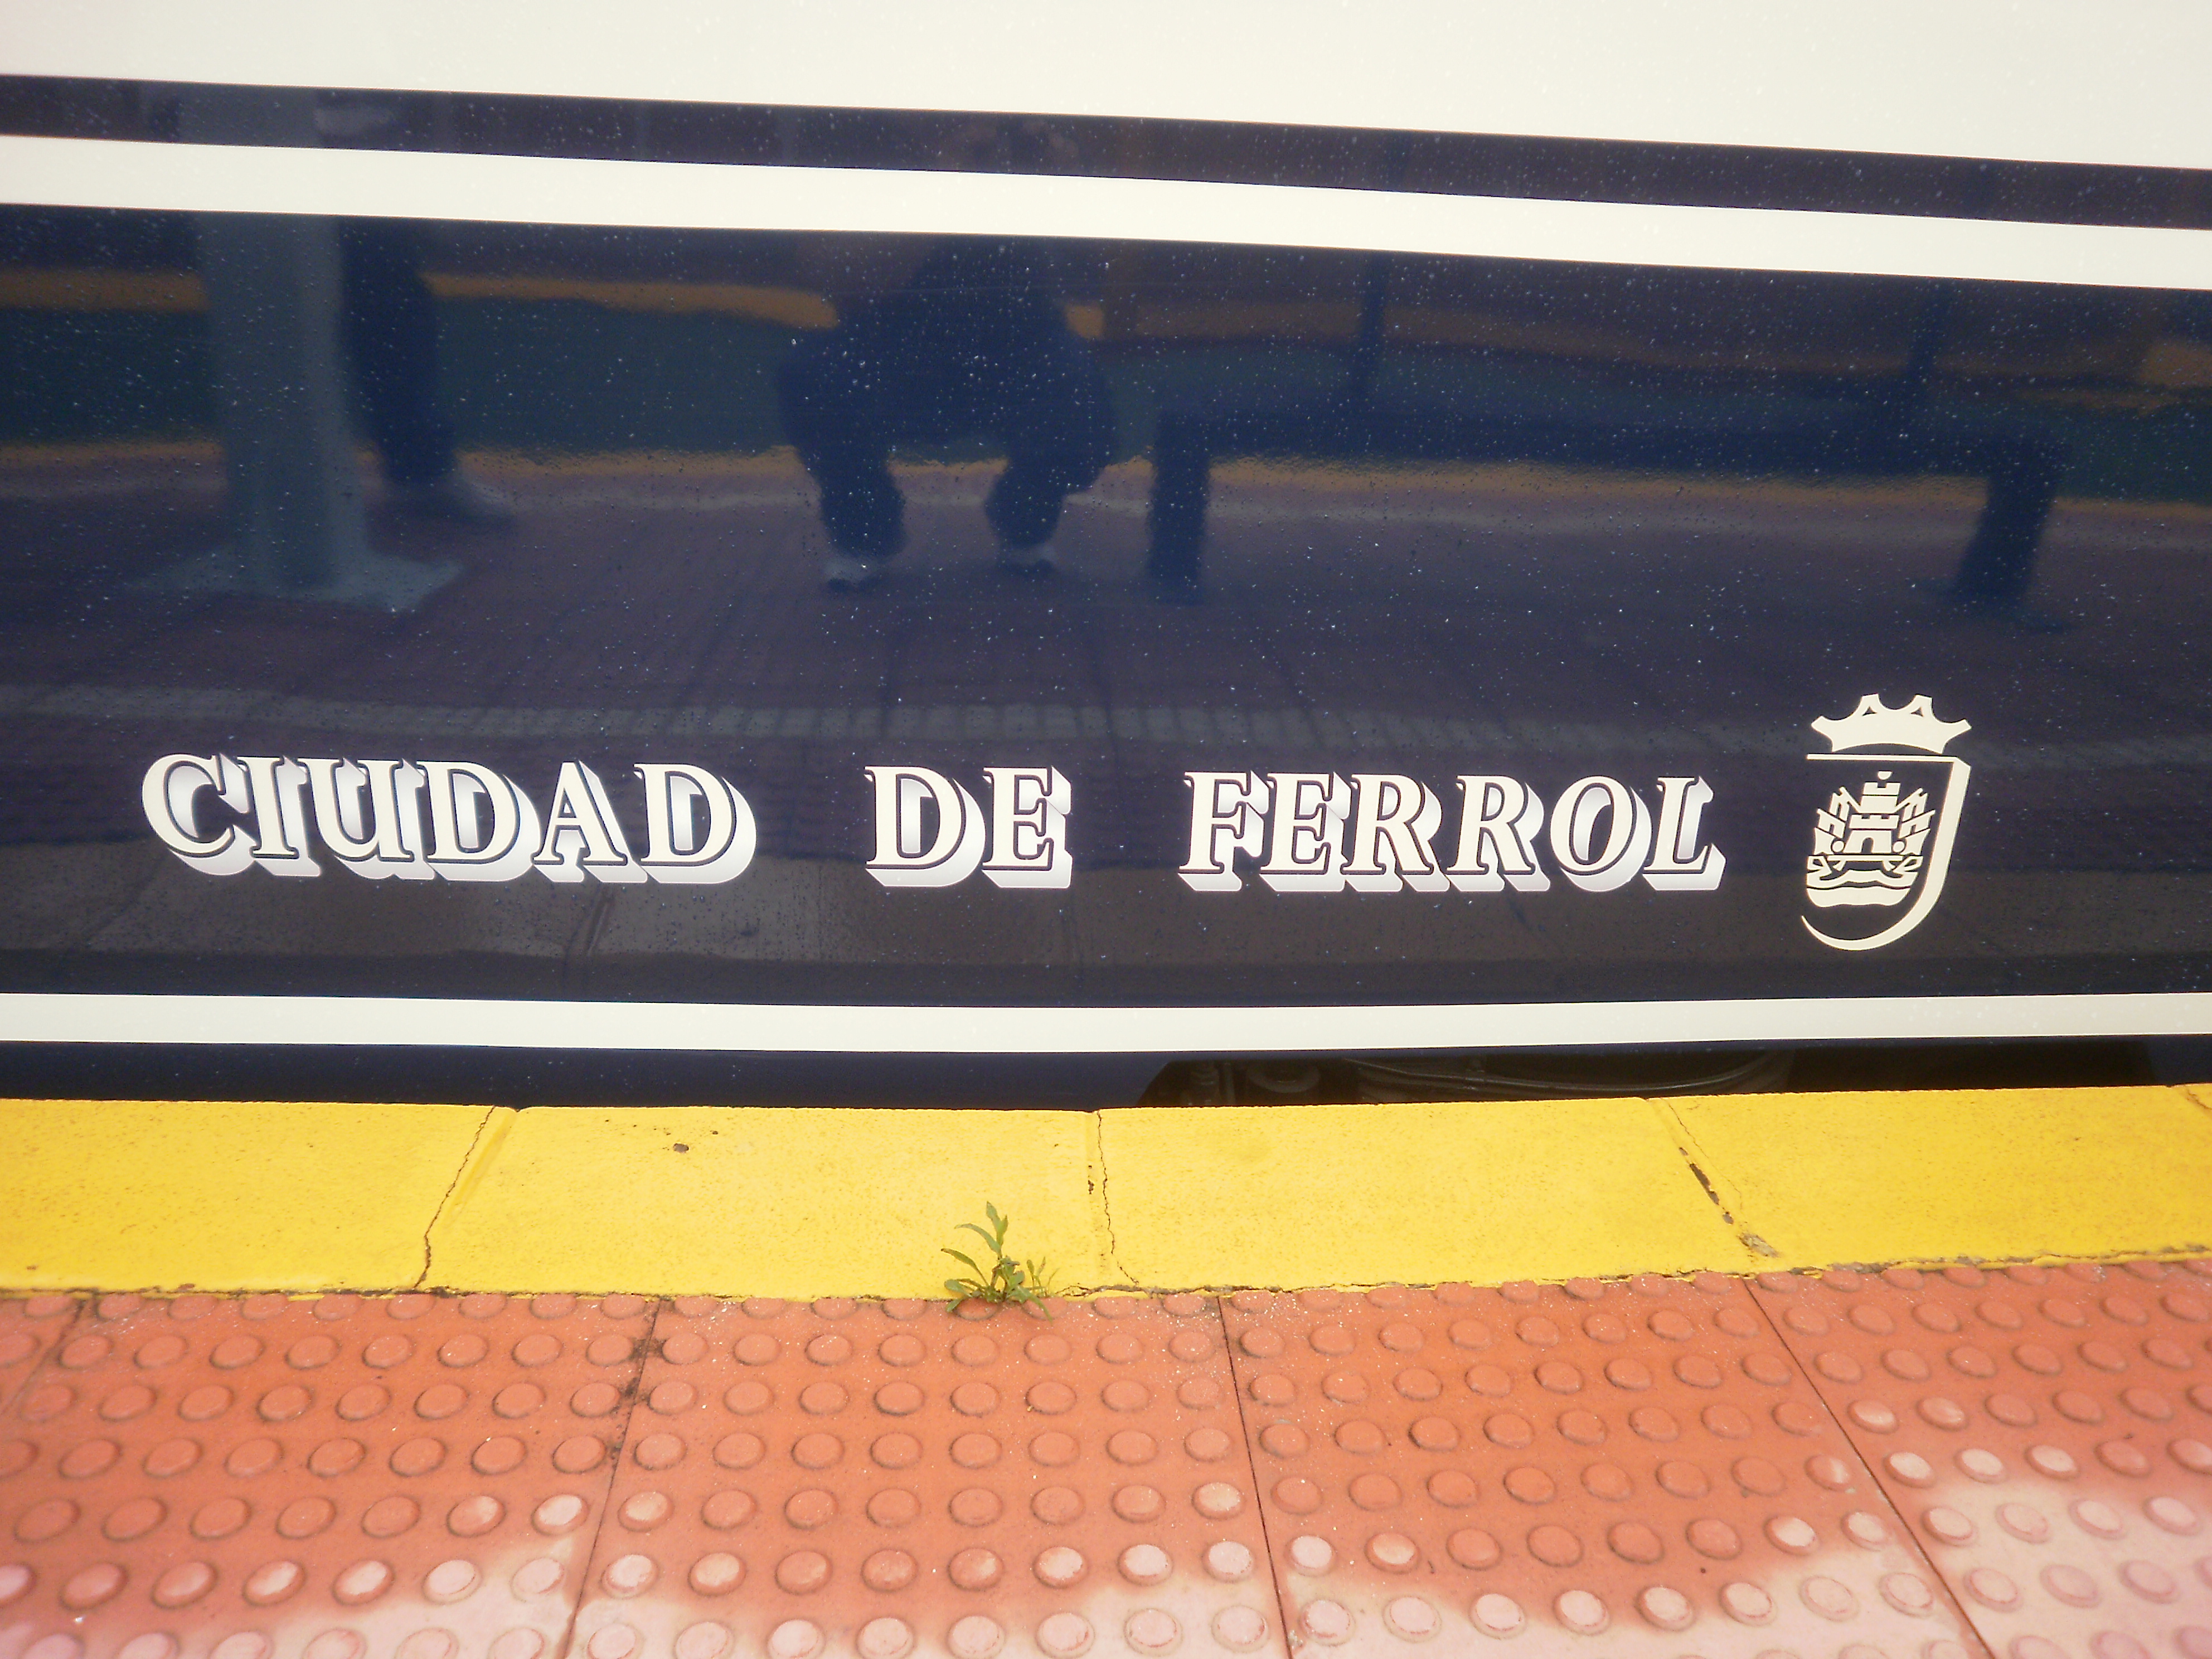 CIUDAD DE FERROL